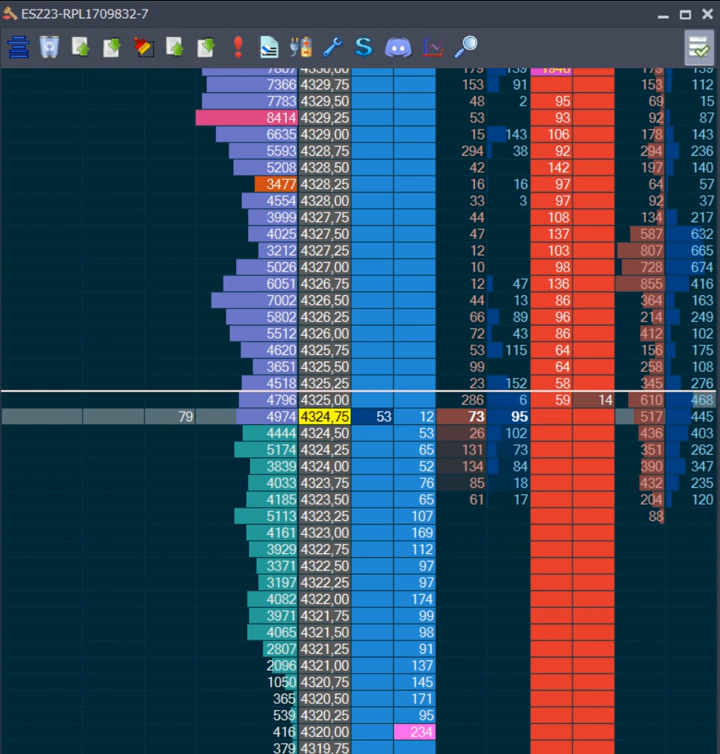 ESZ23-RPL1709832-7
7807 4330,00 179 139 1946 179 139
7366 4329,75 153 91 153 112
7783 4329,50 48 2 95 69 15
8414 4329,25 53 93 92 87
6635 4329,00 15 143 106 178 143
5593 4328,75 294 38 92 294 236
5208 4328,50 42 142 197 140
3477 4328,25 16 16 97 64 57
4554 4328,00 33 3 97 92 37
3999 4327,75 44 108 134 217
4025 4327,50 47 137 587 632
3212 4327,25 12 103 807 665
5026 4327,00 10 98 728 674
6051 4326,75 12 47 136 855 416
7002 4326,50 44 13 86 364 163
5802 4326,25 66 89 96 214 249
5512 4326,00 72 43 86 412 102
4620 4325,75 53 115 64 156 175
3651 4325,50 99 64 258 108
4518 4325,25 23 152 58 345 276
4796 4325,00 286 6 59 14 610 468
79 4974 4324,75 53 12 73 95 517 445
4444 4324,50 53 26 102 436 403
5174 4324,25 65 131 73 351 262
3839 4324,00 52 134 84 390 347
4033 4323,75 76 85 18 432 235
4185 4323,50 65 61 17 204 120
5113 4323,25 107 88
4161 4323,00 169
3929 4322,75 112
3371 4322,50 97
3197 4322,25 97
4082 4322,00 174
3971 4321,75 99
4065 4321,50 98
2807 4321,25 91
2096 4321,00 137
1050 4320,75 145
365 4320,50 171
539 4320,25 95
416 4320,00 234
379 4319,75